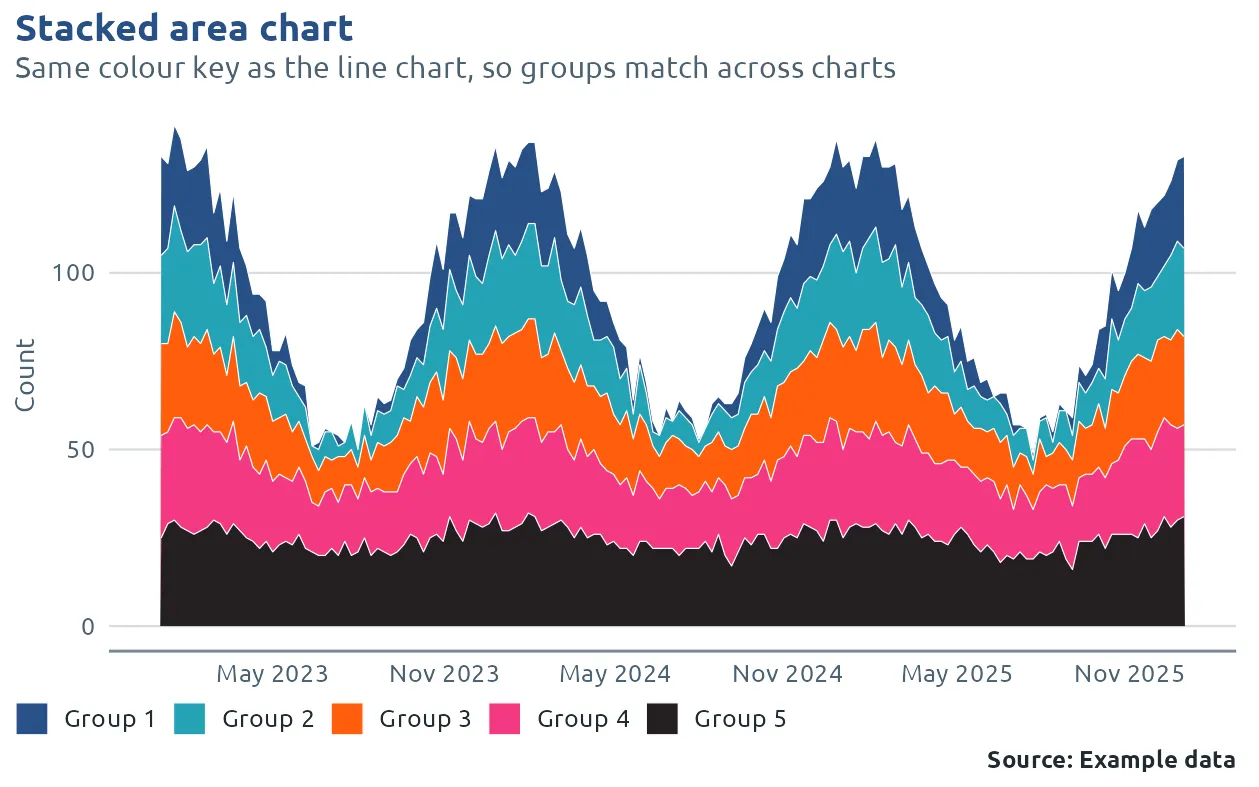 Stacked area chart
Same colour key as the line chart, so groups match across charts
Count
100
50
0
May 2023 Nov 2023 May 2024 Nov 2024 May 2025 Nov 2025
Group 1 Group 2 Group 3 Group 4 Group 5
Source: Example data